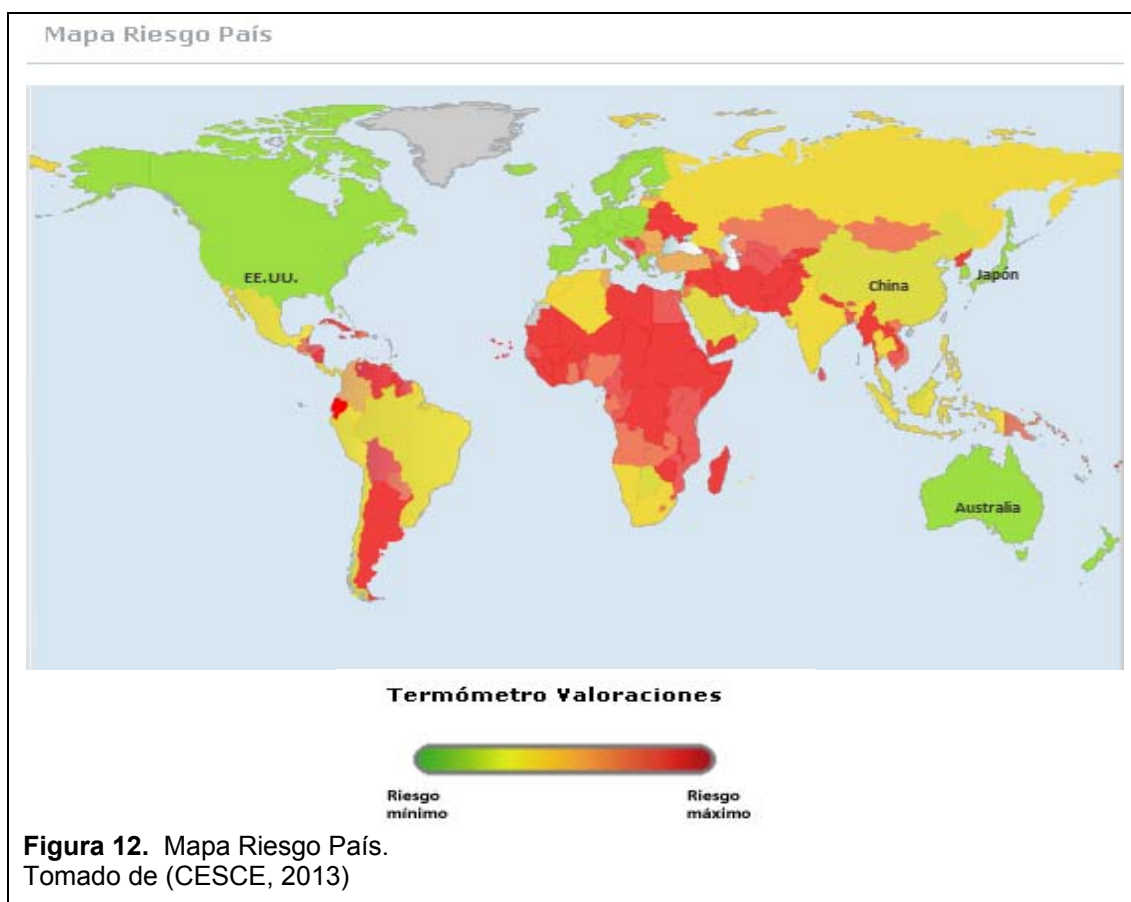 Mapa Riesgo País
EE.UU.
China
Japón
Australia
Termómetro Valoraciones
Riesgo mínimo
Riesgo máximo
Figura 12. Mapa Riesgo País.
Tomado de (CESCE, 2013)